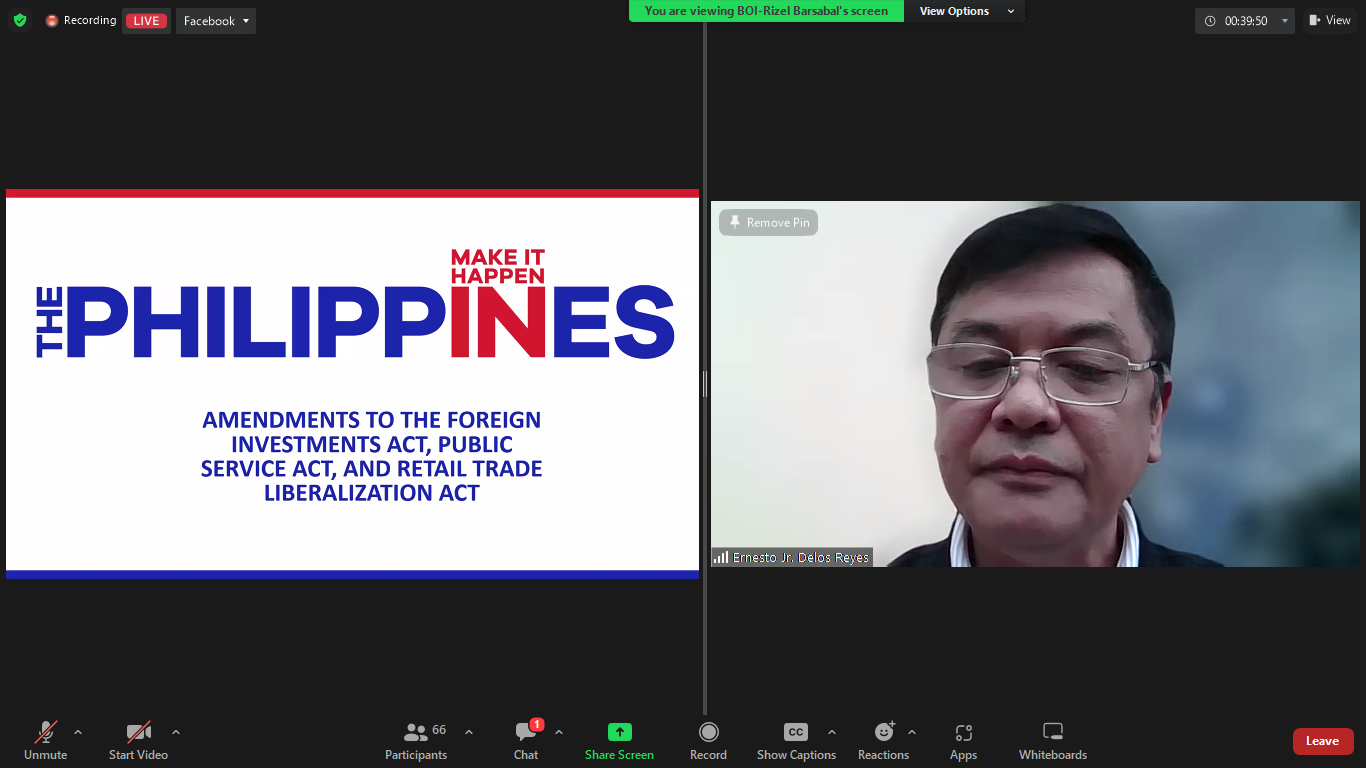 Recording
LIVE
Facebook
You are viewing BOI-Rizel Barsabal's screen
View Options
00:39:50
View
MAKE IT
HAPPEN
THE PHILIPPINES
AMENDMENTS TO THE FOREIGN
INVESTMENTS ACT, PUBLIC
SERVICE ACT, AND RETAIL TRADE
LIBERALIZATION ACT
Remove Pin
Ernesto Jr. Delos Reyes
Unmute
Start Video
66
Participants
1
Chat
Share Screen
Record
CC
Show Captions
Reactions
Apps
Whiteboards
Leave